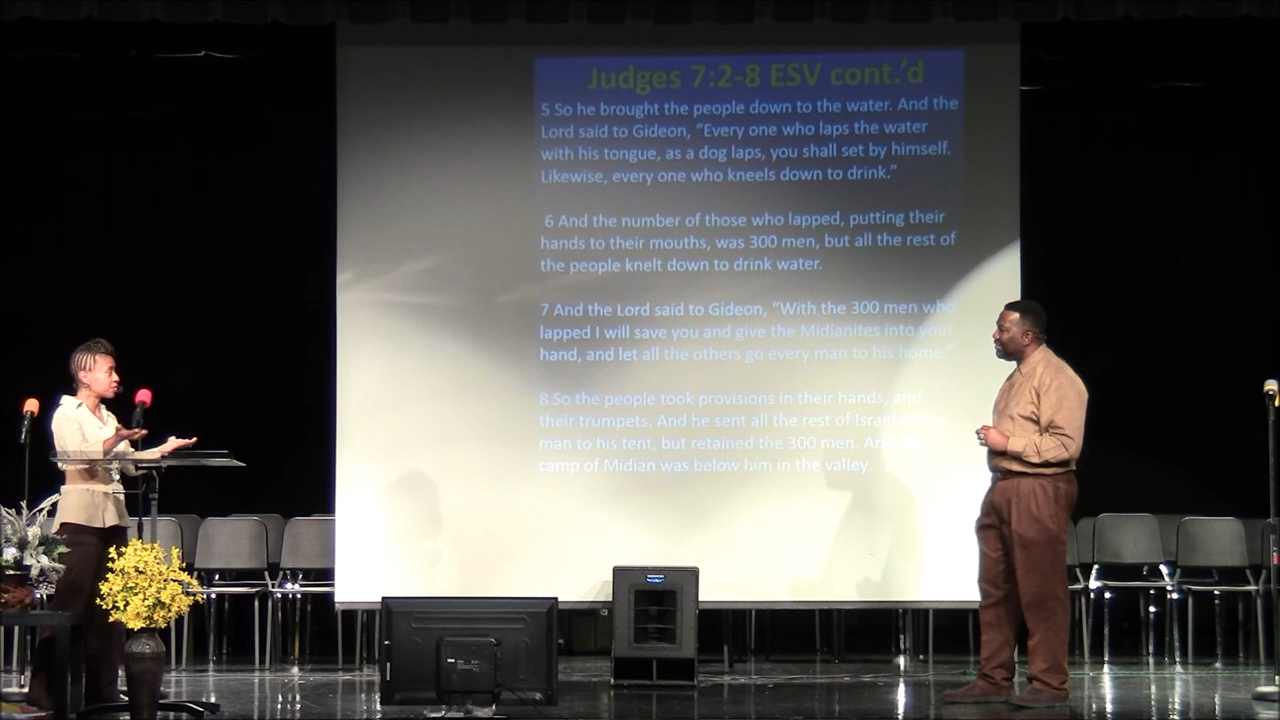 Judges 7:2-8 ESV cont.'d
5 So he brought the people down to the water. And the
Lord said to Gideon, “Every one who laps the water
with his tongue, as a dog laps, you shall set by himself.
Likewise, every one who kneels down to drink.”
6 And the number of those who lapped, putting their
hands to their mouths, was 300 men, but all the rest of
the people knelt down to drink water.
7 And the Lord said to Gideon, “With the 300 men who
lapped I will save you and give the Midianites into your
hand, and let all the others go every man to his home.”
8 So the people took provisions in their hands, and
their trumpets. And he sent all the rest of Israel
man to his tent, but retained the 300 men. And
camp of Midian was below him in the valley.